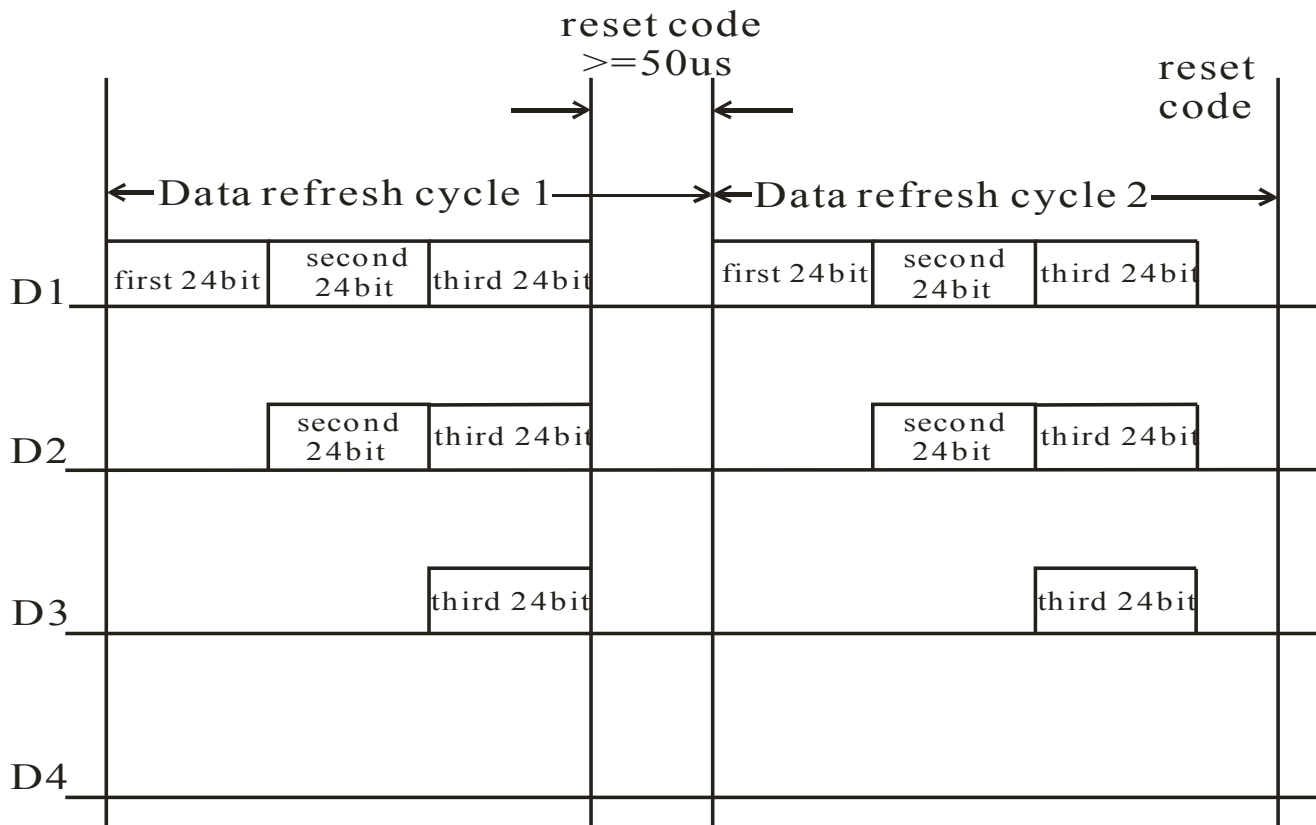 reset code
>=50us
reset
code
Data refresh cycle 1
Data refresh cycle 2
D1
first 24bit
second
24bit
third 24bit
first 24bit
second
24bit
third 24bit
D2
second
24bit
third 24bit
second
24bit
third 24bit
D3
third 24bit
third 24bit
D4